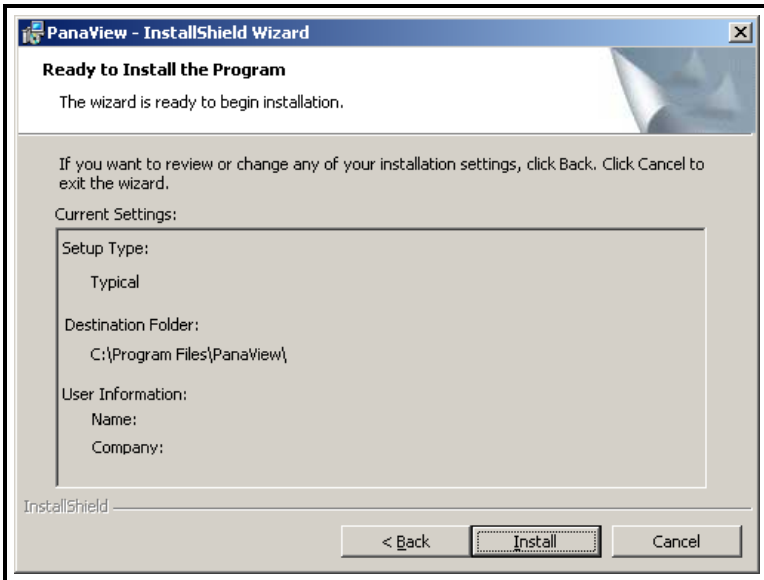 PanaView - InstallShield Wizard
Ready to Install the Program
The wizard is ready to begin installation.
If you want to review or change any of your installation settings, click Back. Click Cancel to
exit the wizard.
Current Settings:
Setup Type:
Typical
Destination Folder:
C:\Program Files\PanaView\
User Information:
Name:
Company:
InstallShield
< Back
Install
Cancel